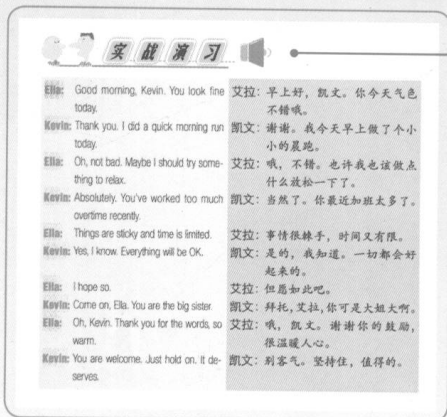 实战演习
Ella: Good morning, Kevin. You look fine
today.
Kevin: Thank you. I did a quick morning run
today.
Ella: Oh, not bad. Maybe I should try some-
thing to relax.
Kevin: Absolutely. You've worked too much
overtime recently.
Ella: Things are sticky and time is limited.
Kevin: Yes, I know. Everything will be OK.
Ella: I hope so.
Kevin: Come on, Ella. You are the big sister.
Ella: Oh, Kevin. Thank you for the words, so
warm.
Kevin: You are welcome. Just hold on. It de-
serves.
艾拉：早上好，凯文。你今天气色
不错哦。
凯文：谢谢。我今天早上做了个小
小的晨跑。
艾拉：哦，不错。也许我也该做点
什么放松一下了。
凯文：当然了。你最近加班太多了。
艾拉：事情很棘手，时间又有限。
凯文：是的，我知道。一切都会好
起来的。
艾拉：但愿如此吧。
凯文：拜托，艾拉，你可是大姐大啊。
艾拉：哦，凯文。谢谢你的鼓励，
很温暖人心。
凯文：别客气。坚持住，值得的。